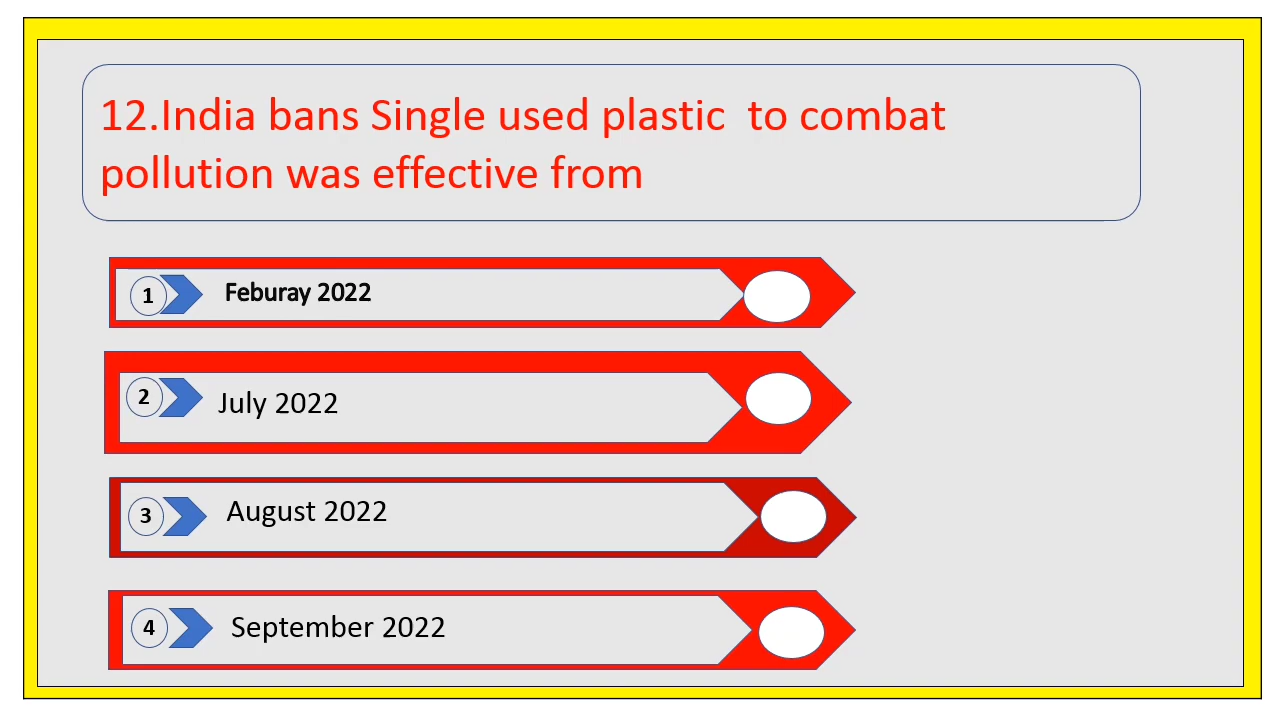 12.India bans Single used plastic  to combat
pollution was effective from
1 Feburay 2022
2 July 2022
3 August 2022
4 September 2022